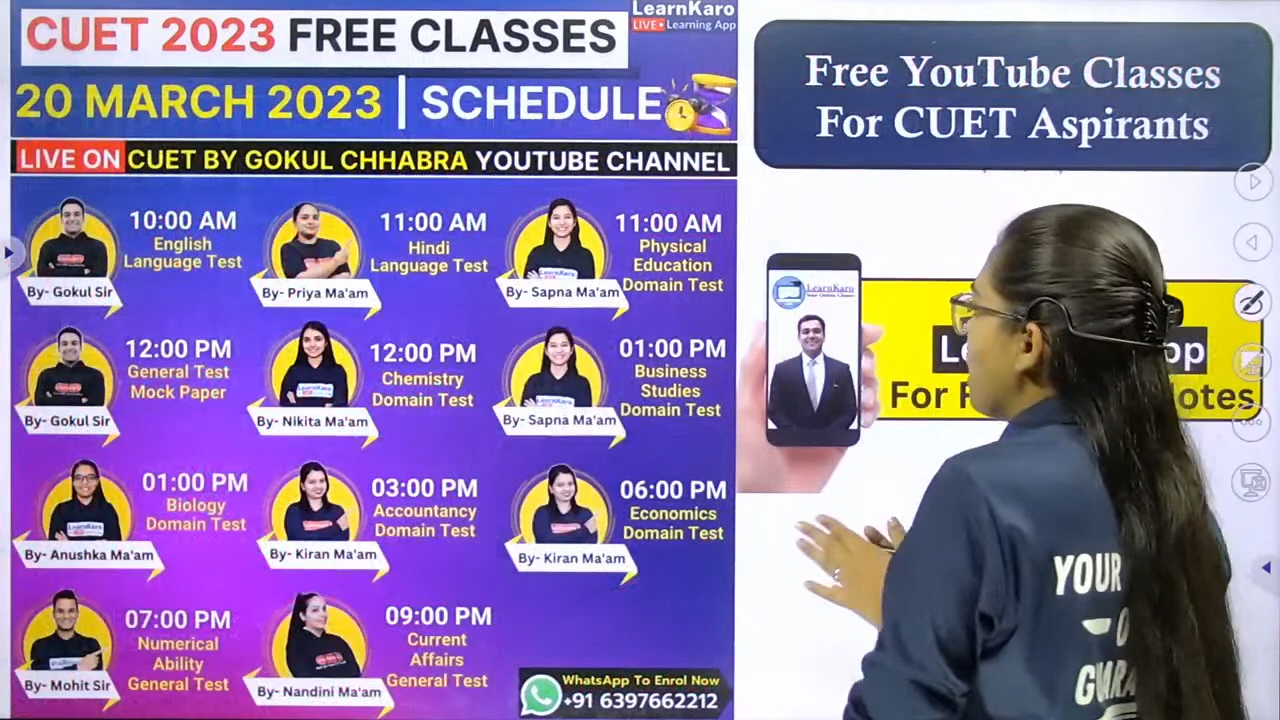 CUET 2023 FREE CLASSES
LearnKaro
LIVE • Learning App
20 MARCH 2023 | SCHEDULE
LIVE ON CUET BY GOKUL CHHABRA YOUTUBE CHANNEL
10:00 AM
English
Language Test
By- Gokul Sir
11:00 AM
Hindi
Language Test
By- Priya Ma'am
11:00 AM
Physical
Education
Domain Test
By- Sapna Ma'am
12:00 PM
General Test
Mock Paper
By- Gokul Sir
12:00 PM
Chemistry
Domain Test
By- Nikita Ma'am
01:00 PM
Business
Studies
Domain Test
By- Sapna Ma'am
01:00 PM
Biology
Domain Test
By- Anushka Ma'am
03:00 PM
Accountancy
Domain Test
By- Kiran Ma'am
06:00 PM
Economics
Domain Test
By- Kiran Ma'am
07:00 PM
Numerical
Ability
General Test
By- Mohit Sir
09:00 PM
Current
Affairs
General Test
By- Nandini Ma'am
WhatsApp To Enrol Now
+91 6397662212
Free YouTube Classes
For CUET Aspirants
LearnKaro
For
YOUR